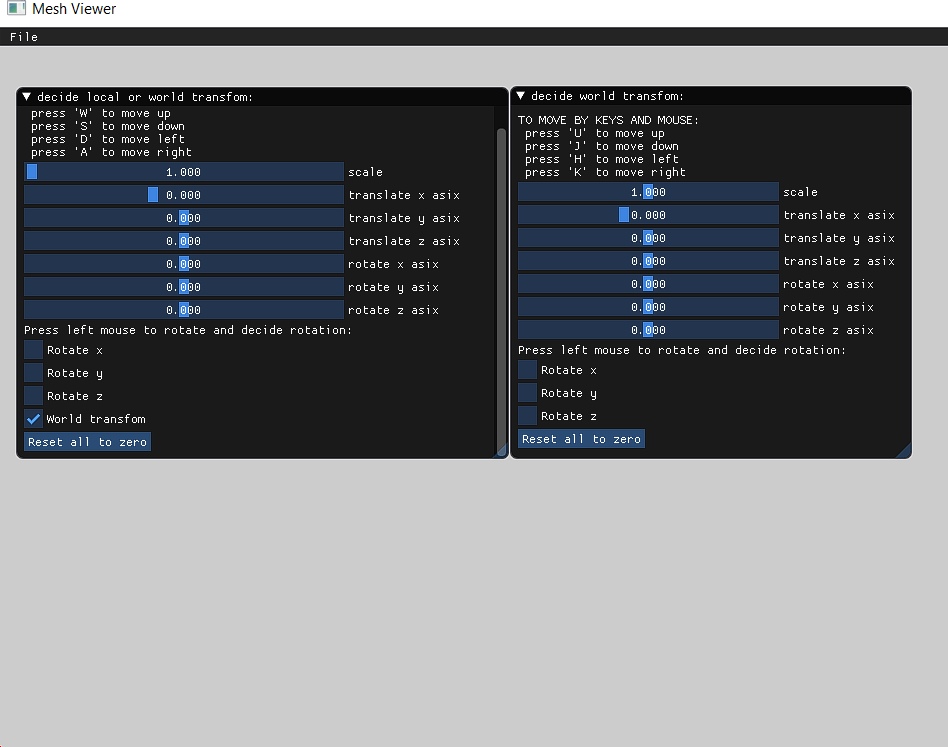 Mesh Viewer
File
decide local or world transfom:
press 'W' to move up
press 'S' to move down
press 'D' to move left
press 'A' to move right
1.000 scale
0.000 translate x asix
0.000 translate y asix
0.000 translate z asix
0.000 rotate x asix
0.000 rotate y asix
0.000 rotate z asix
Press left mouse to rotate and decide rotation:
Rotate x
Rotate y
Rotate z
World transfom
Reset all to zero
decide world transfom:
TO MOVE BY KEYS AND MOUSE:
press 'U' to move up
press 'J' to move down
press 'H' to move left
press 'K' to move right
1.000 scale
0.000 translate x asix
0.000 translate y asix
0.000 translate z asix
0.000 rotate x asix
0.000 rotate y asix
0.000 rotate z asix
Press left mouse to rotate and decide rotation:
Rotate x
Rotate y
Rotate z
Reset all to zero